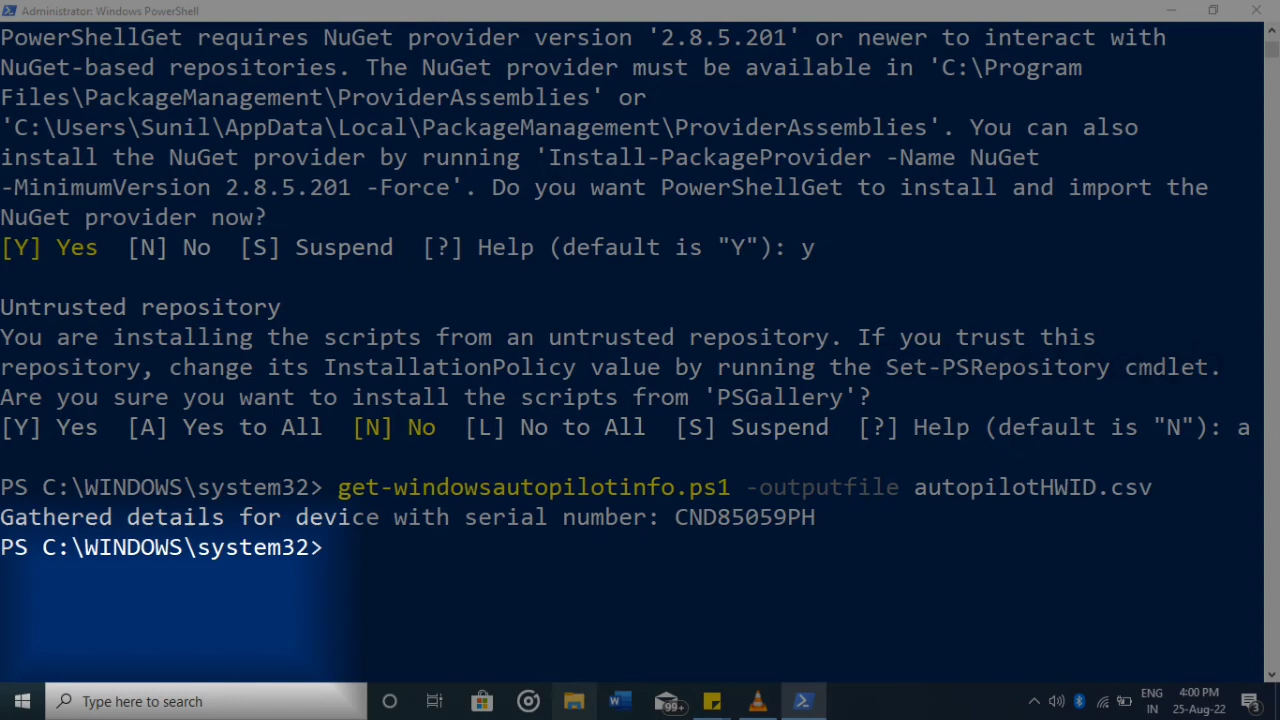 Administrator: Windows PowerShell
PowerShellGet requires NuGet provider version '2.8.5.201' or newer to interact with
NuGet-based repositories. The NuGet provider must be available in 'C:\Program
Files\PackageManagement\ProviderAssemblies' or
'C:\Users\Sunil\AppData\Local\PackageManagement\ProviderAssemblies'. You can also
install the NuGet provider by running 'Install-PackageProvider -Name NuGet
-MinimumVersion 2.8.5.201 -Force'. Do you want PowerShellGet to install and import the
NuGet provider now?
[Y] Yes  [N] No  [S] Suspend  [?] Help (default is "Y"): y
Untrusted repository
You are installing the scripts from an untrusted repository. If you trust this
repository, change its InstallationPolicy value by running the Set-PSRepository cmdlet.
Are you sure you want to install the scripts from 'PSGallery'?
[Y] Yes  [A] Yes to All  [N] No  [L] No to All  [S] Suspend  [?] Help (default is "N"): a
PS C:\WINDOWS\system32> get-windowsautopilotinfo.ps1 -outputfile autopilotHWID.csv
Gathered details for device with serial number: CND85059PH
PS C:\WINDOWS\system32>
Type here to search
99+
ENG
IN
4:00 PM
25-Aug-22
3